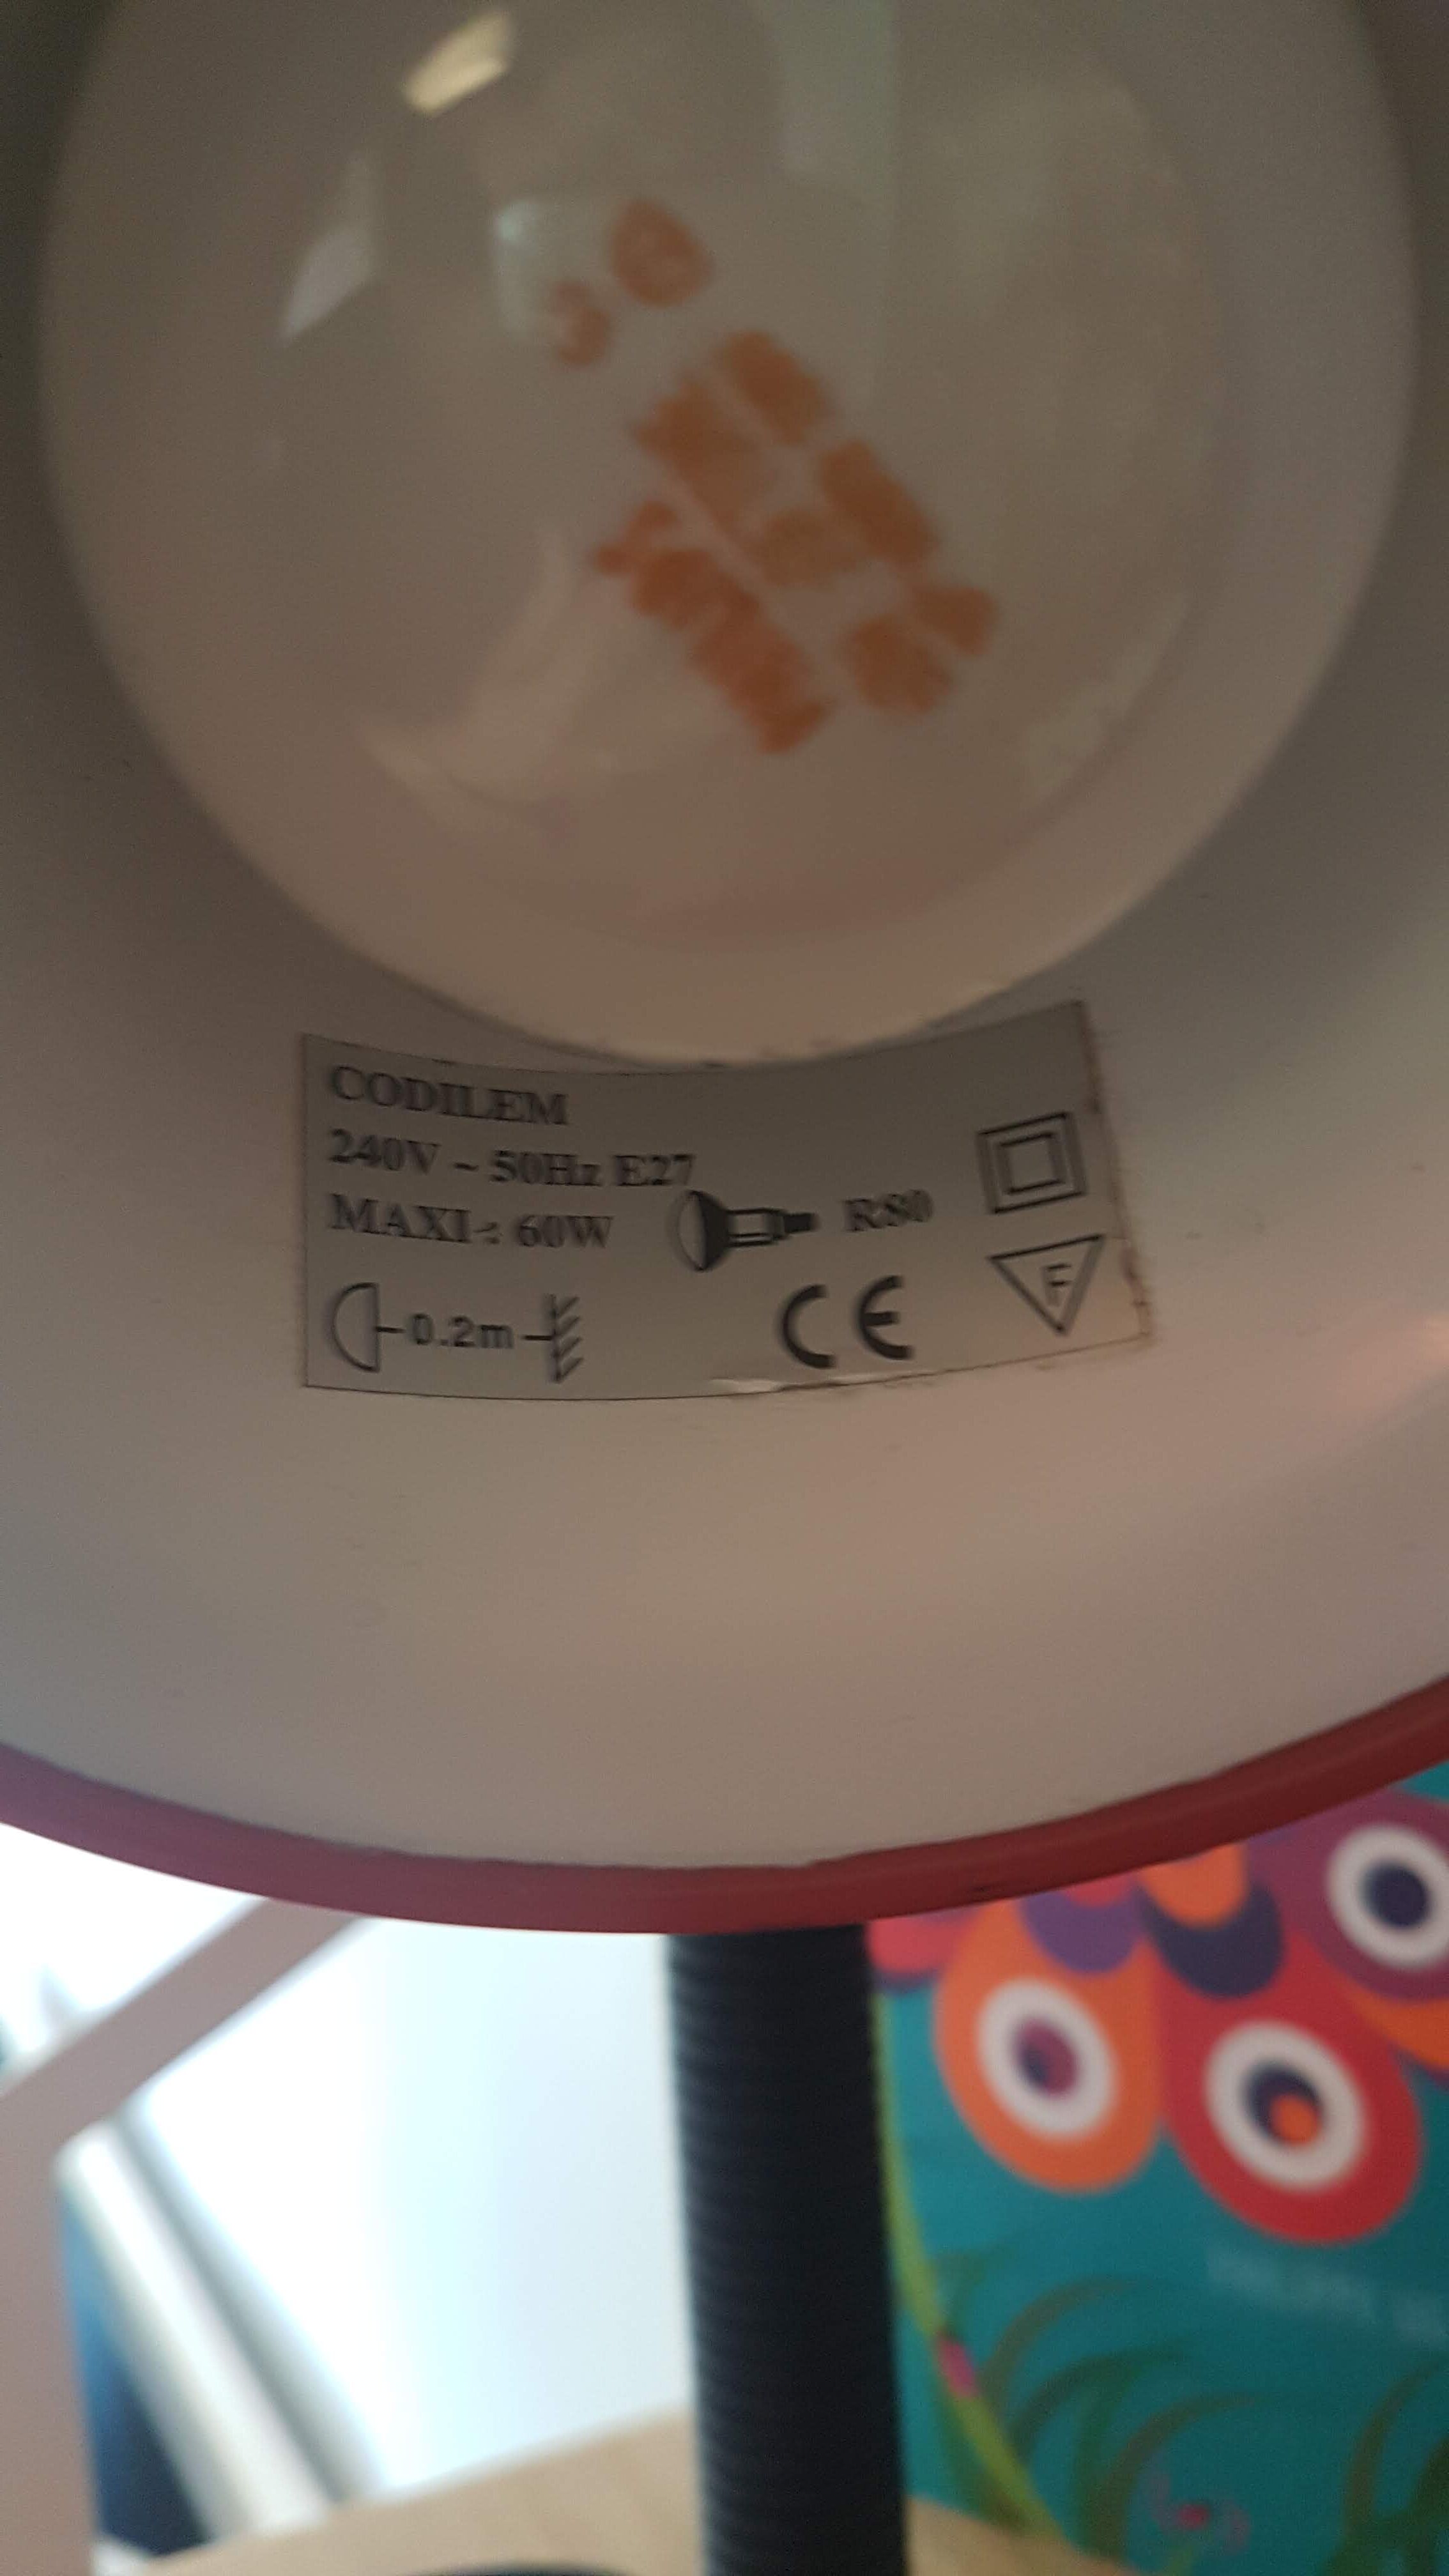 CODILEM
240V ~ 50Hz E27
MAXI : 60W R80
0.2m CE F